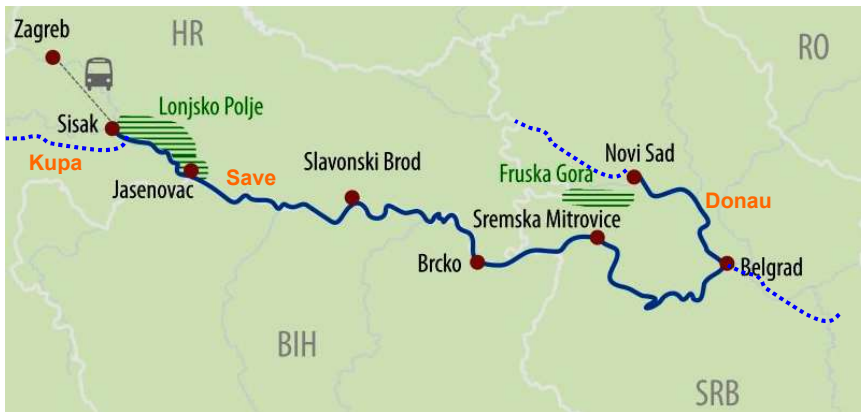 Zagreb
HR
RO
Lonjsko Polje
Sisak
Kupa
Jasenovac
Save
Slavonski Brod
Novi Sad
Fruska Gora
Donau
Sremska Mitrovice
Brcko
Belgrad
BIH
SRB